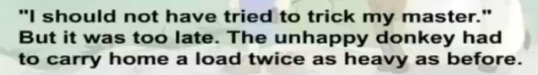 "I should not have tried to trick my master."
But it was too late. The unhappy donkey had
to carry home a load twice as heavy as before.